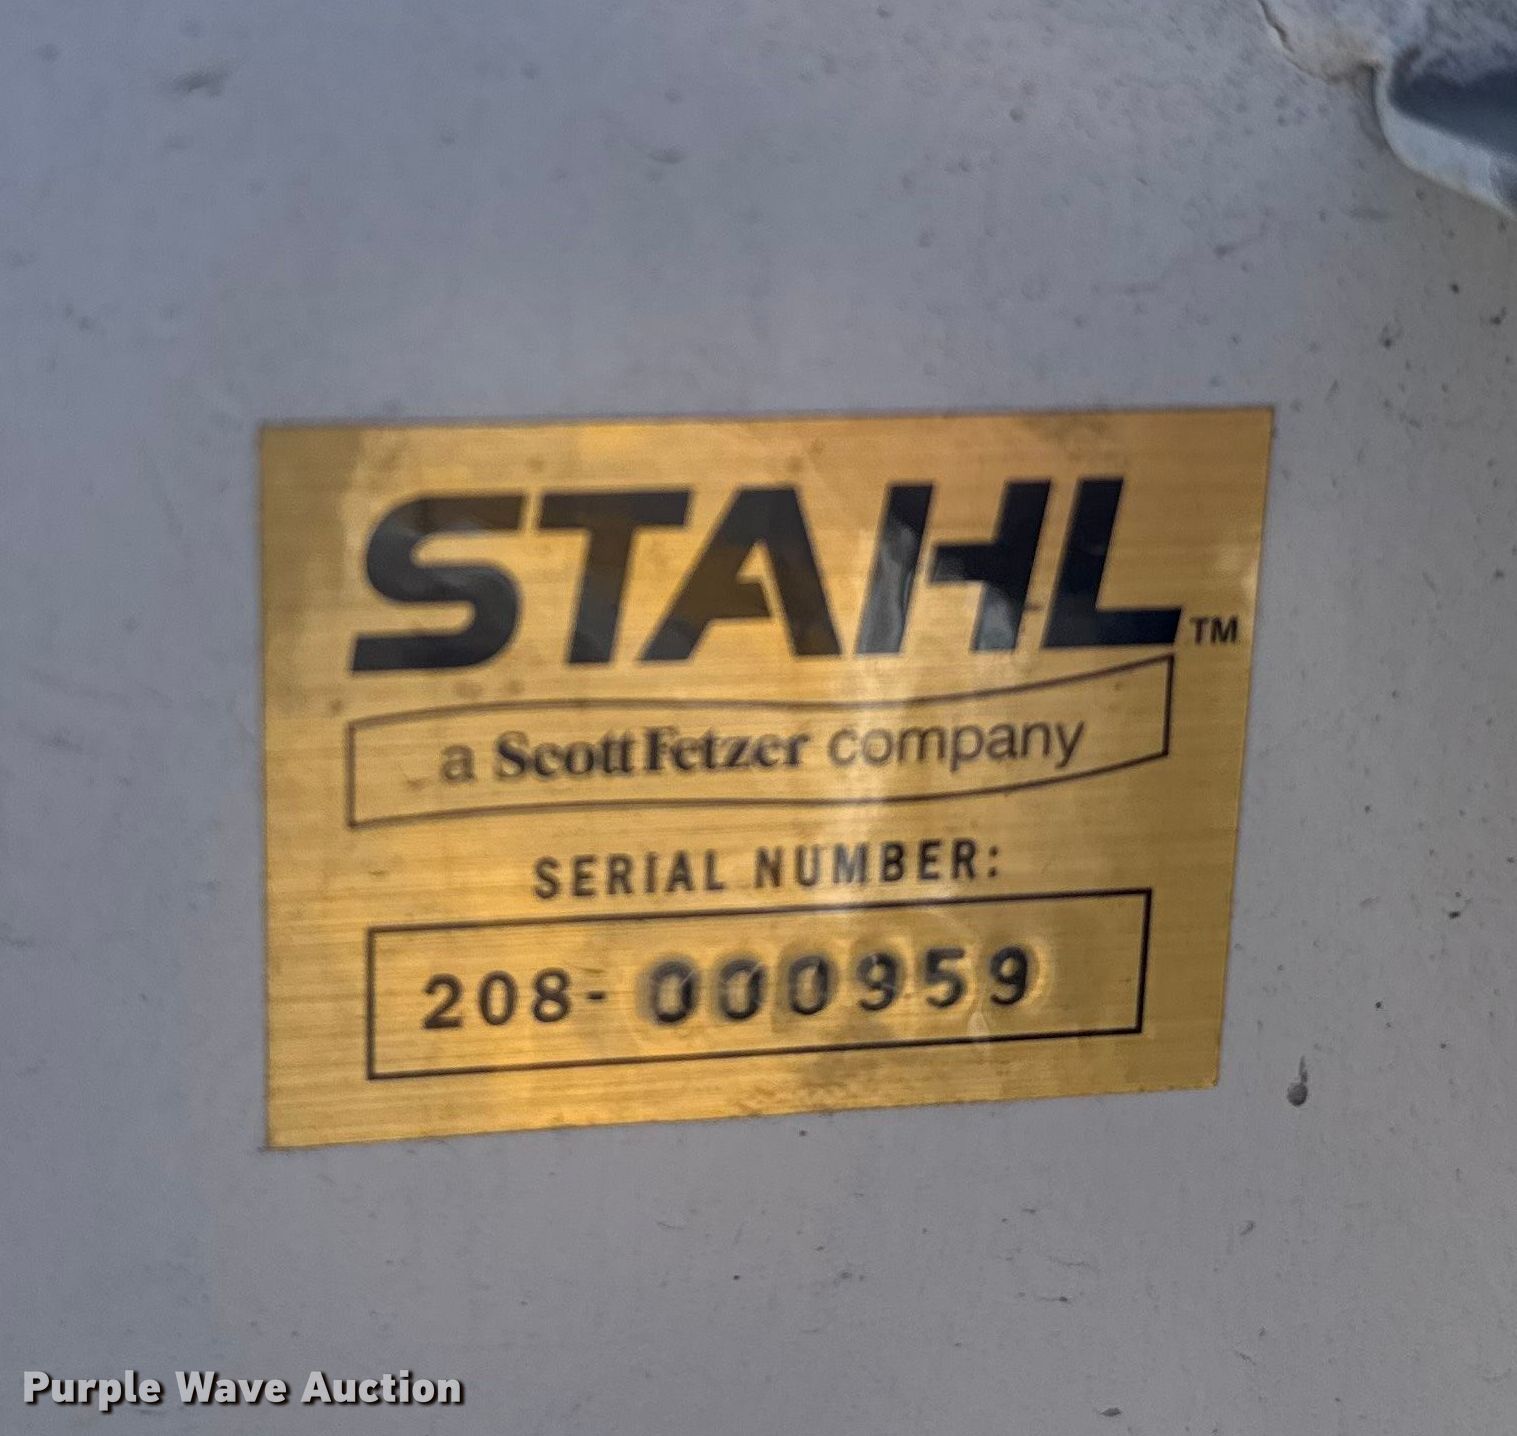 STAHL™
a Scott Fetzer company
SERIAL NUMBER:
208-000959
Purple Wave Auction